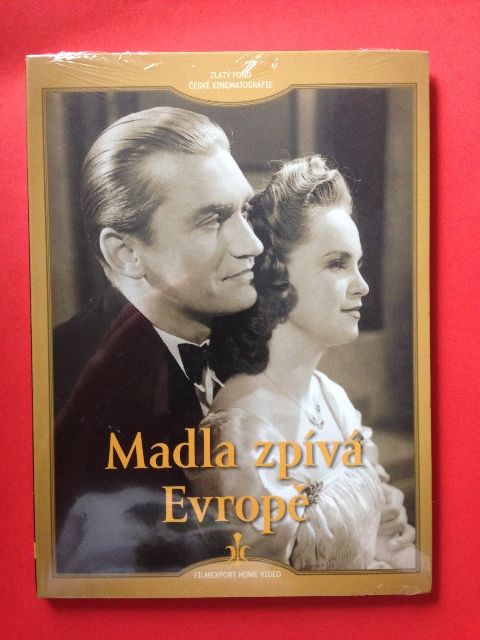 ZLATÝ FOND
ČESKÉ KINEMATOGRAFIE
Madla zpívá
Evropě
FILMEXPORT HOME VIDEO